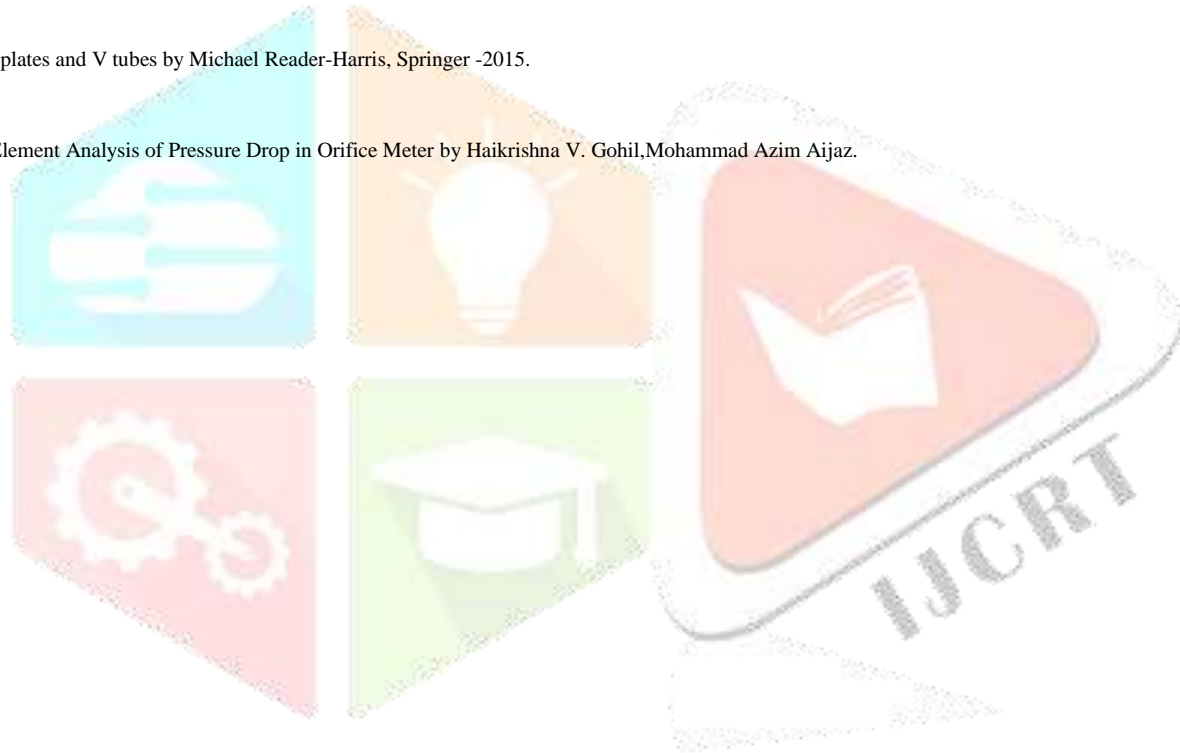 plates and V tubes by Michael Reader-Harris, Springer -2015.
Element Analysis of Pressure Drop in Orifice Meter by Haikrishna V. Gohil,Mohammad Azim Aijaz.
IJCRT